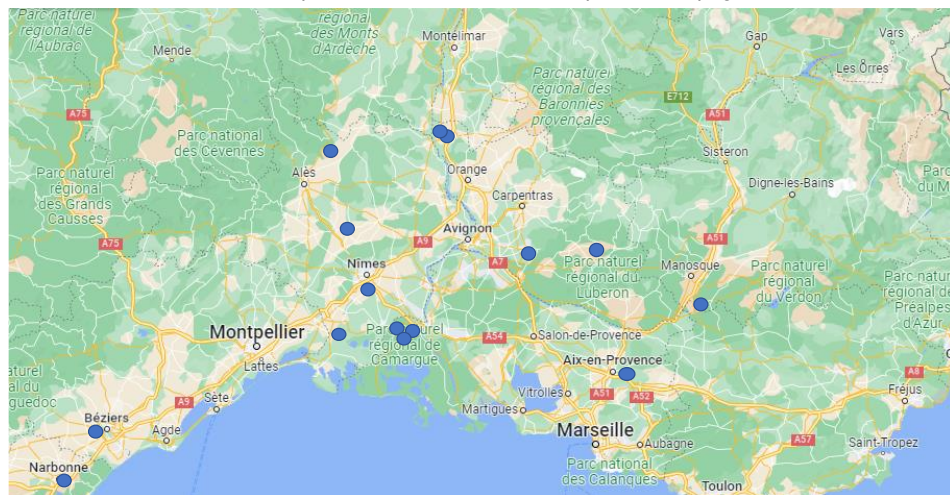 Parc naturel
régional de
l'Aubrac
régional
des Monts
d'Ardèche
Montélimar
Gap
Vars
Les Orres
Mende
Parc naturel
régional des
Baronnies
provençales
E712
A75
A51
Parc national
des Cévennes
Sisteron
Alès
Orange
Parc naturel
régional
des Grands
Causses
Digne-les-Bains
Carpentras
Avignon
A75
A9
A51
A7
Nîmes
Manosque
Parc naturel
régional du
Luberon
Parc naturel
régional
du Verdon
Parc natur
régional de
Préalpes
d'Azur
Montpellier
Parc naturel
régional de
Camargue
A54
Salon-de-Provence
Lattes
Aix-en-Provence
A8
Sète
A9
Vitrolles
A51
A52
Fréjus
Béziers
Agde
Martigues
Marseille
Aubagne
A57
Saint-Tropez
Narbonne
Parc national
des Calanques
Toulon